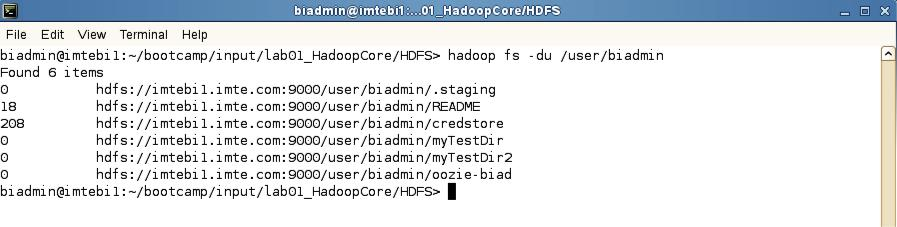 biadmin@imtebi1:...01_HadoopCore/HDFS
File Edit View Terminal Help
biadmin@imtebi1:~/bootcamp/input/lab01_HadoopCore/HDFS> hadoop fs -du /user/biadmin
Found 6 items
0 hdfs://imtebi1.imte.com:9000/user/biadmin/.staging
18 hdfs://imtebi1.imte.com:9000/user/biadmin/README
208 hdfs://imtebi1.imte.com:9000/user/biadmin/credstore
0 hdfs://imtebi1.imte.com:9000/user/biadmin/myTestDir
0 hdfs://imtebi1.imte.com:9000/user/biadmin/myTestDir2
0 hdfs://imtebi1.imte.com:9000/user/biadmin/oozie-biad
biadmin@imtebi1:~/bootcamp/input/lab01_HadoopCore/HDFS>